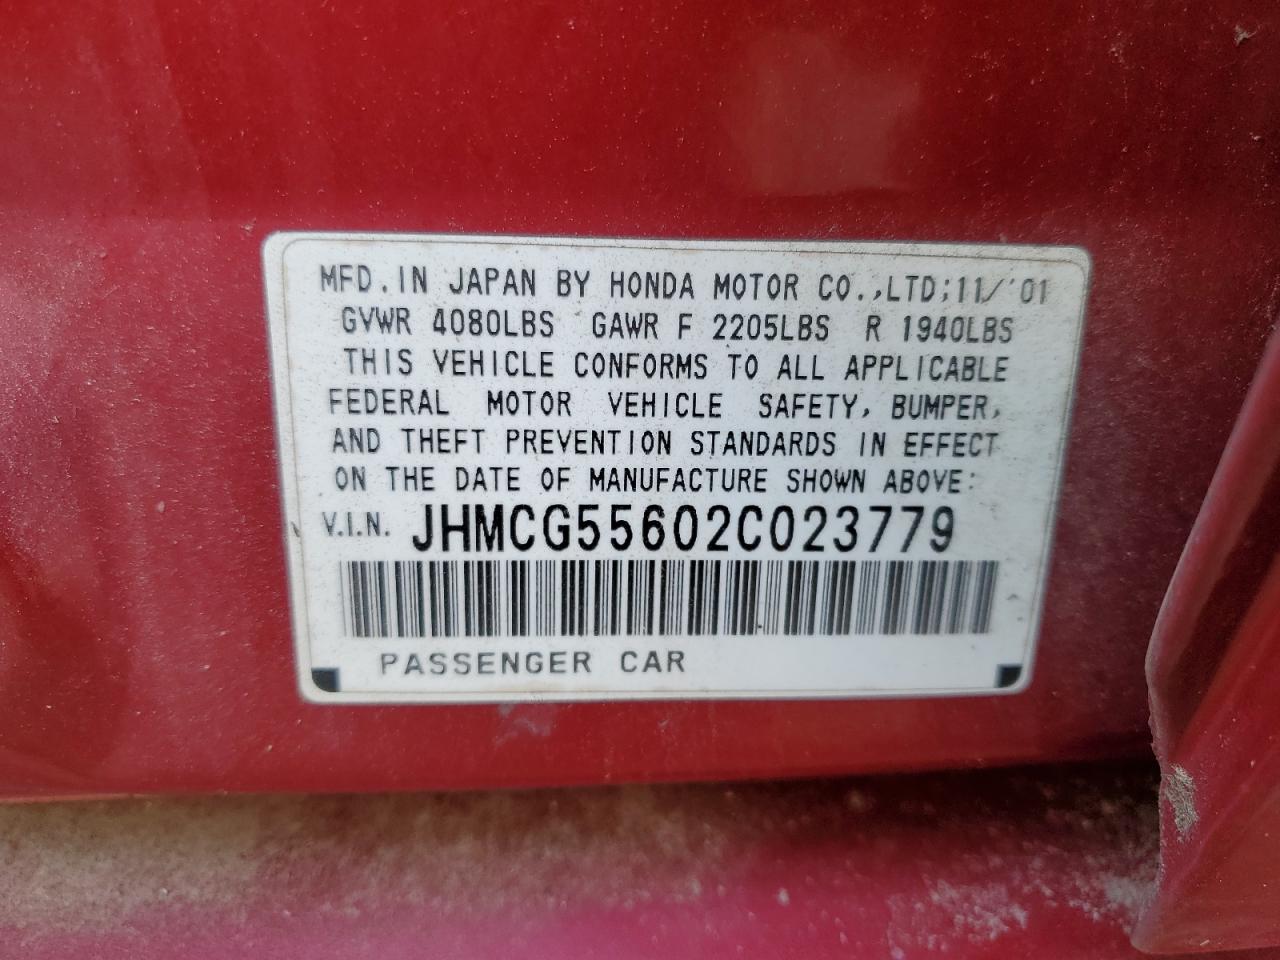 MFD. IN JAPAN BY HONDA MOTOR CO.,LTD;11/'01
GVWR 4080LBS GAWR F 2205LBS R 1940LBS
THIS VEHICLE CONFORMS TO ALL APPLICABLE
FEDERAL MOTOR VEHICLE SAFETY, BUMPER,
AND THEFT PREVENTION STANDARDS IN EFFECT
ON THE DATE OF MANUFACTURE SHOWN ABOVE:
V.I.N. JHMCG55602C023779
PASSENGER CAR